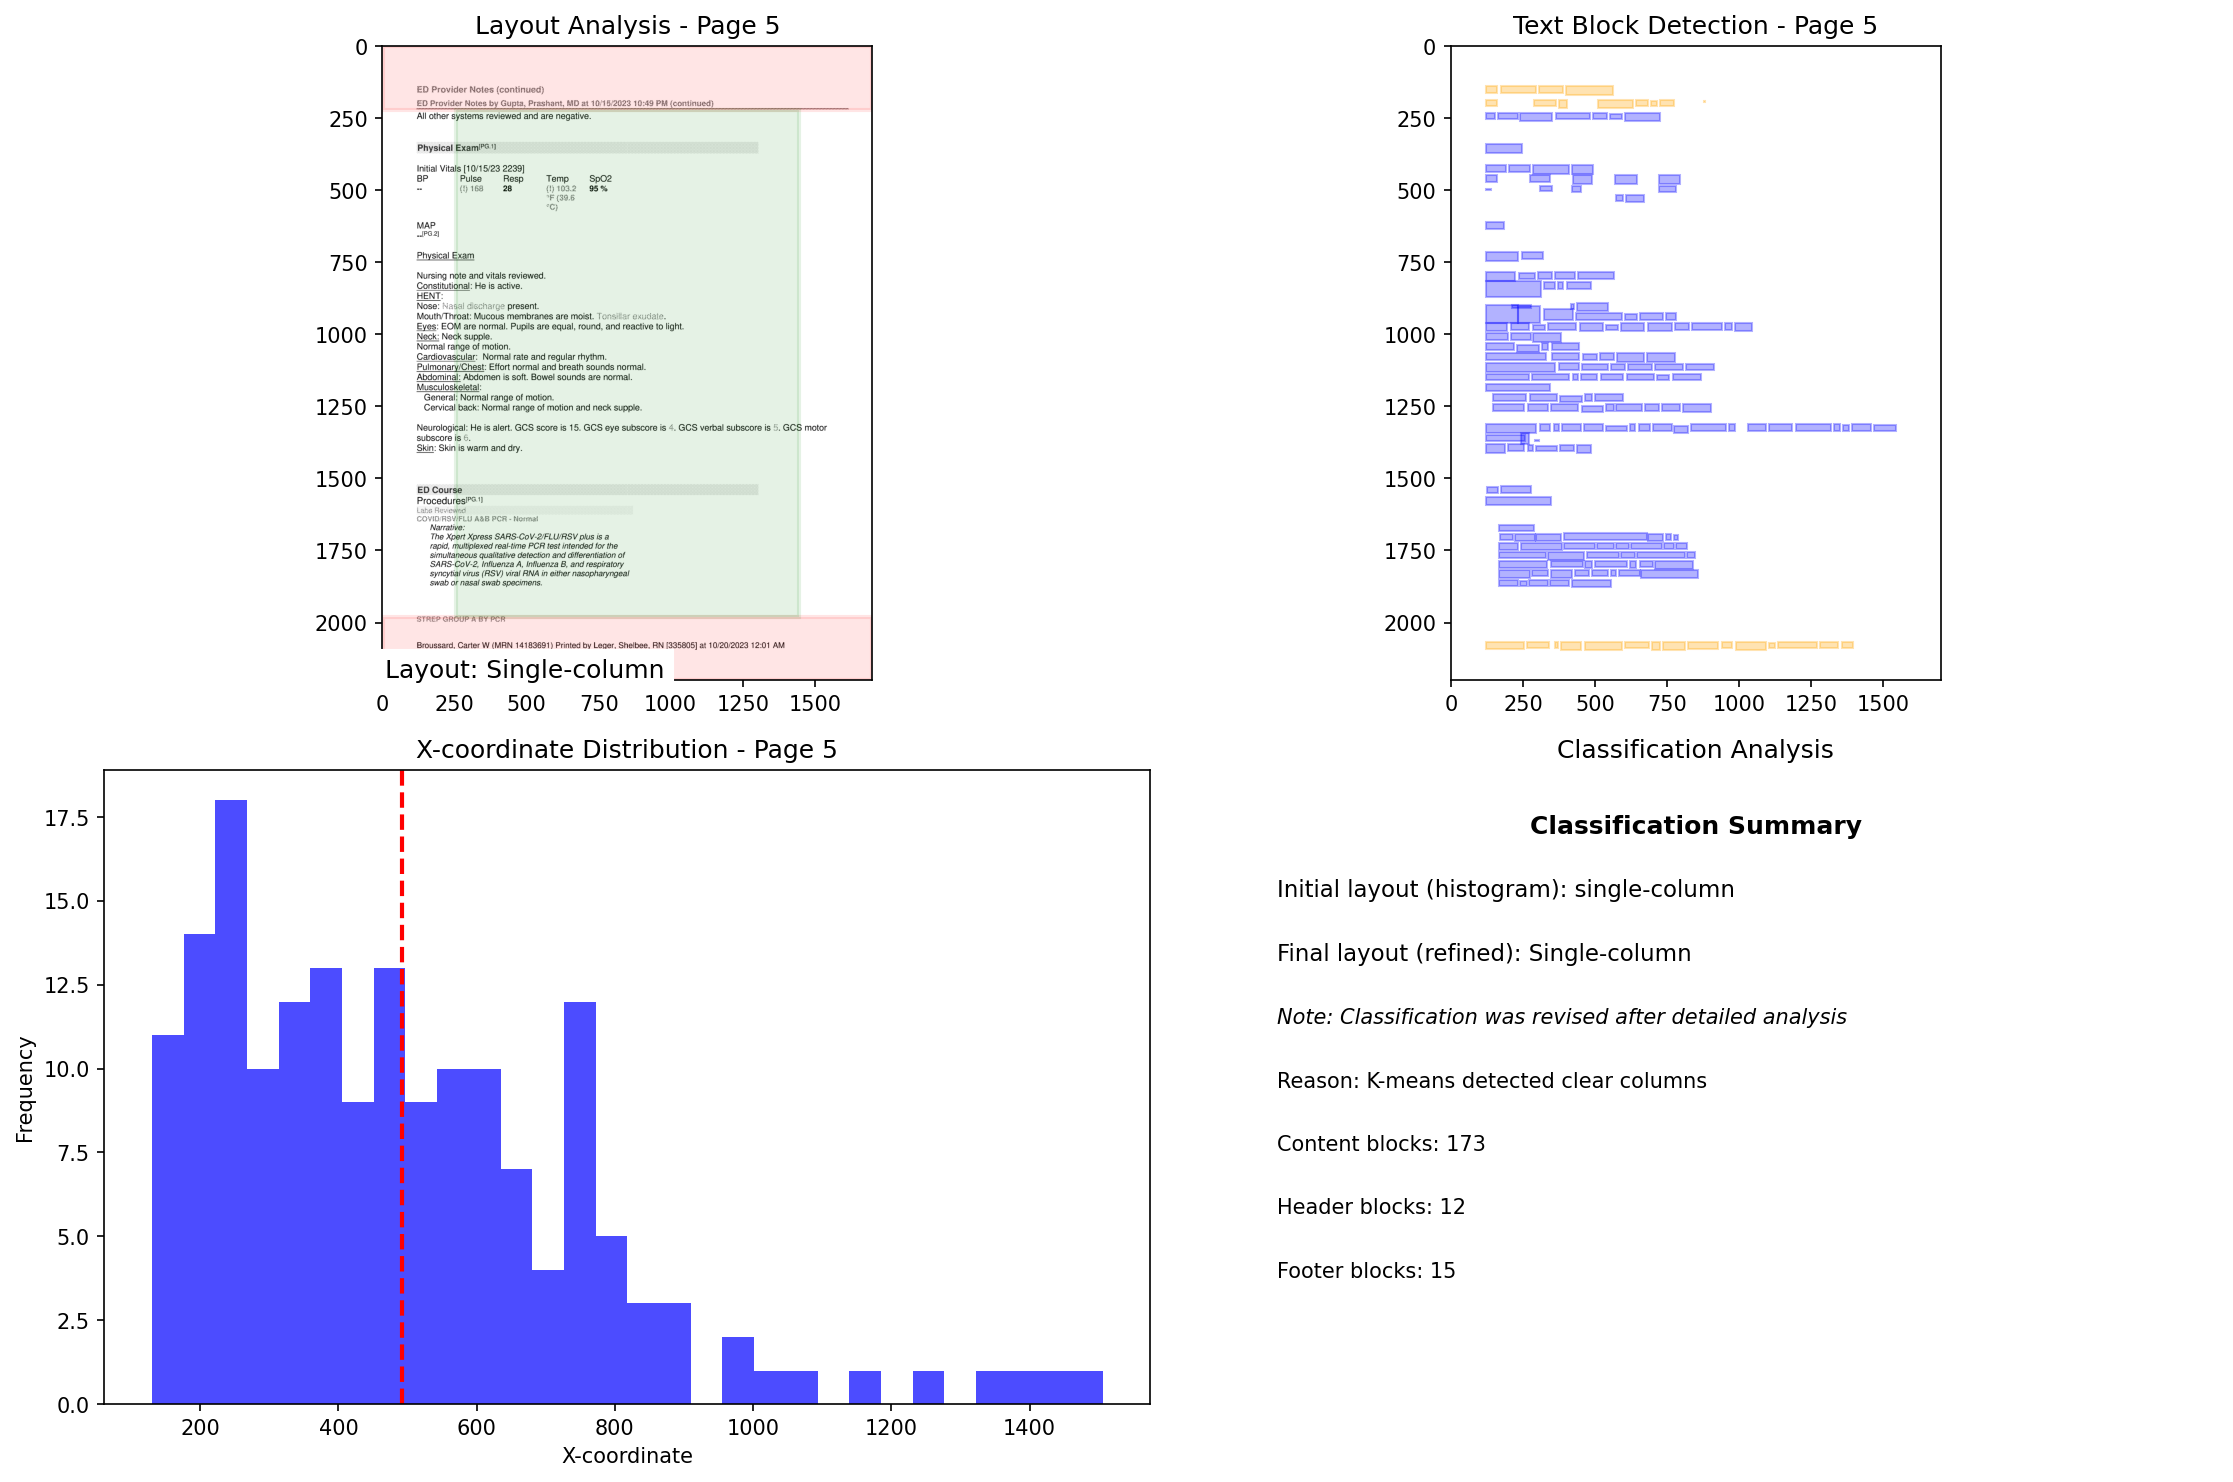 Layout Analysis - Page 5
0
250
500
750
1000
1250
1500
1750
2000
ED Provider Notes (continued)
ED Provider Notes by Gupta, Prashant, MD at 10/15/2023 10:49 PM (continued)
All other systems reviewed and are negative.
Physical Exam[PG.1]
Initial Vitals [10/15/23 2239]
BP Pulse Resp Temp SpO2
-- (!) 168 28 (!) 103.2 95 %
°F (39.6
°C)
MAP
--[PG.2]
Physical Exam
Nursing note and vitals reviewed.
Constitutional: He is active.
HENT:
Nose: Nasal discharge present.
Mouth/Throat: Mucous membranes are moist. Tonsillar exudate.
Eyes: EOM are normal. Pupils are equal, round, and reactive to light.
Neck: Neck supple.
Normal range of motion.
Cardiovascular: Normal rate and regular rhythm.
Pulmonary/Chest: Effort normal and breath sounds normal.
Abdominal: Abdomen is soft. Bowel sounds are normal.
Musculoskeletal:
General: Normal range of motion.
Cervical back: Normal range of motion and neck supple.
Neurological: He is alert. GCS score is 15. GCS eye subscore is 4. GCS verbal subscore is 5. GCS motor
subscore is 6.
Skin: Skin is warm and dry.
ED Course
Procedures[PG.1]
Labs Reviewed
COVID/RSV/FLU A&B PCR - Normal
Narrative:
The Xpert Xpress SARS-CoV-2/FLU/RSV plus is a
rapid, multiplexed real-time PCR test intended for the
simultaneous qualitative detection and differentiation of
SARS-CoV-2, Influenza A, Influenza B, and respiratory
syncytial virus (RSV) viral RNA in either nasopharyngeal
swab or nasal swab specimens.
STREP GROUP A BY PCR
Broussard, Carter W (MRN 14183691) Printed by Leger, Shelbee, RN [335805] at 10/20/2023 12:01 AM
Layout: Single-column
0 250 500 750 1000 1250 1500
Text Block Detection - Page 5
0
250
500
750
1000
1250
1500
1750
2000
0 250 500 750 1000 1250 1500
X-coordinate Distribution - Page 5
Frequency
17.5
15.0
12.5
10.0
7.5
5.0
2.5
0.0
200 400 600 800 1000 1200 1400
X-coordinate
Classification Analysis
Classification Summary
Initial layout (histogram): single-column
Final layout (refined): Single-column
Note: Classification was revised after detailed analysis
Reason: K-means detected clear columns
Content blocks: 173
Header blocks: 12
Footer blocks: 15